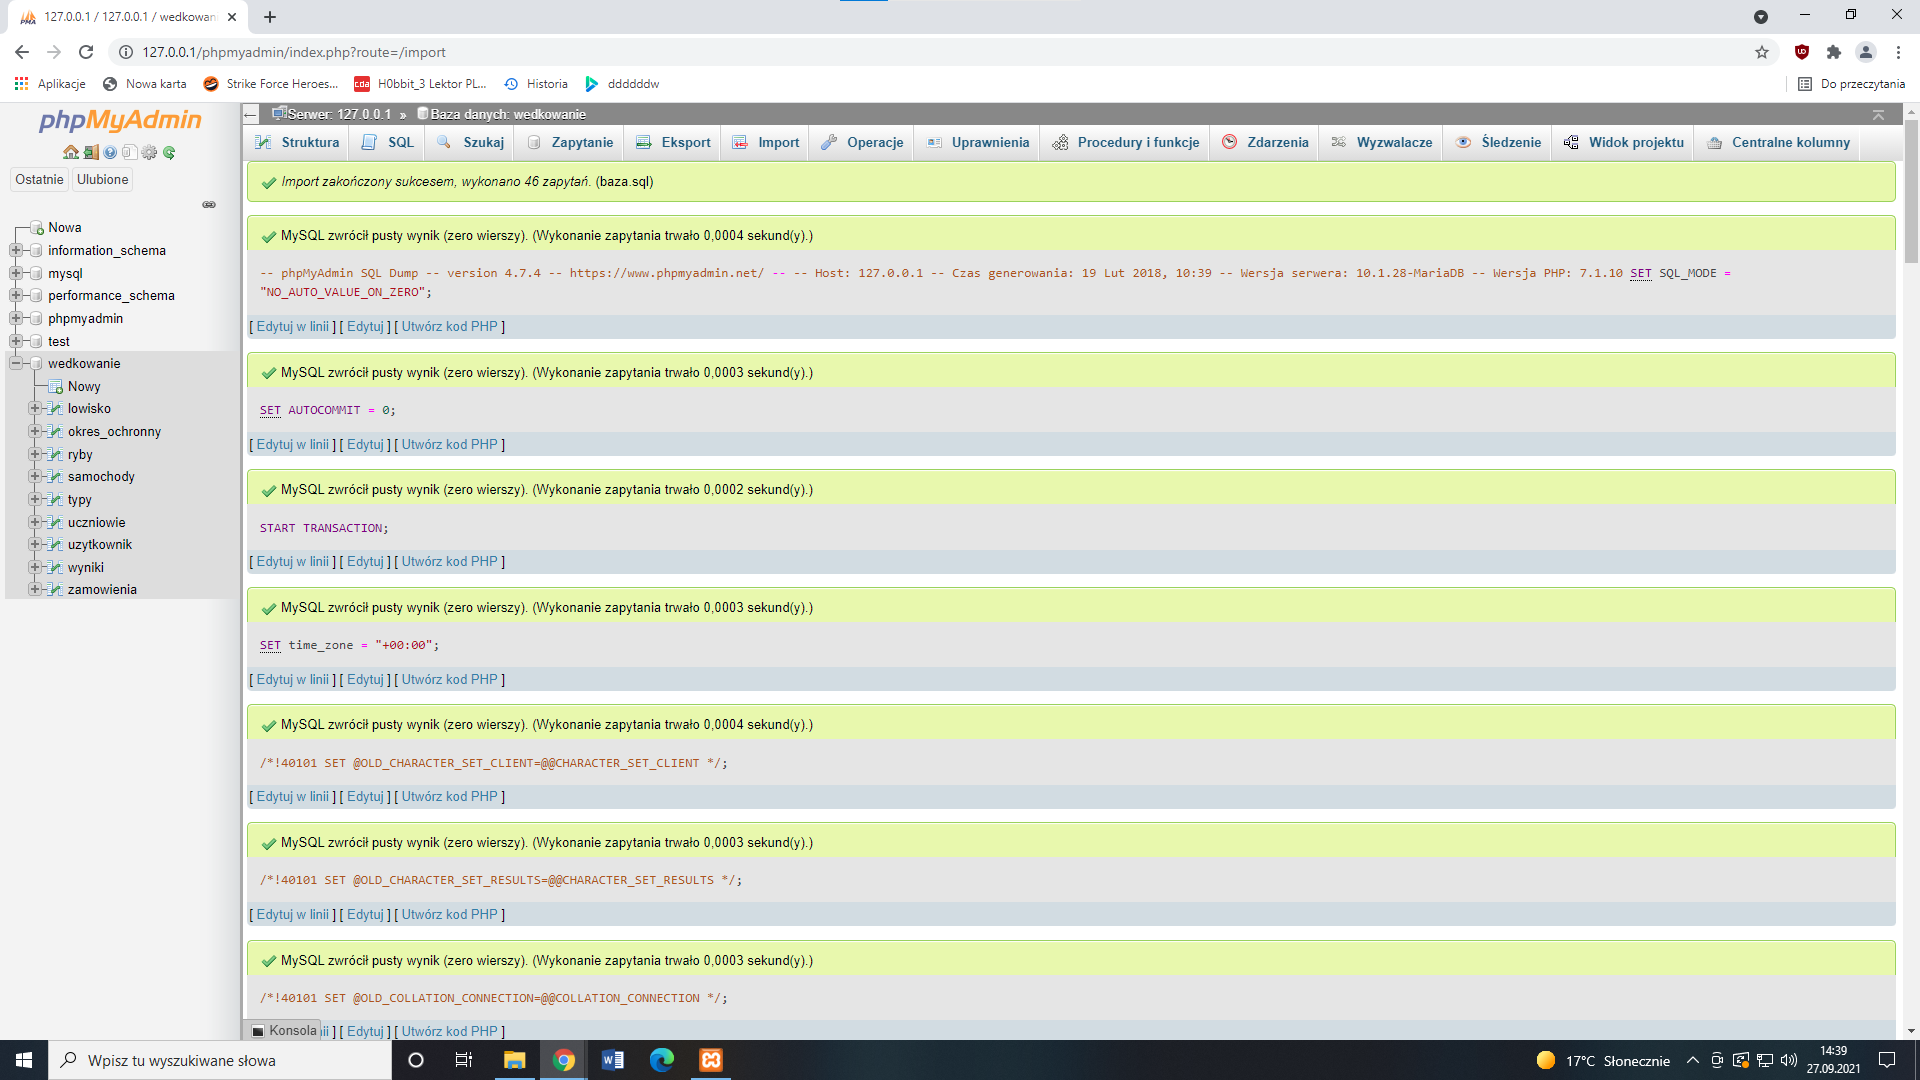 127.0.0.1 / 127.0.0.1 / wedkowan
127.0.0.1/phpmyadmin/index.php?route=/import
Aplikacje
Nowa karta
Strike Force Heroes...
H0bbit_3 Lektor PL...
Historia
ddddddw
Do przeczytania
phpMyAdmin
Ostatnie
Ulubione
Nowa
information_schema
mysql
performance_schema
phpmyadmin
test
wedkowanie
Nowy
lowisko
okres_ochronny
ryby
samochody
typy
uczniowie
uzytkownik
wyniki
zamowienia
Serwer: 127.0.0.1 » Baza danych: wedkowanie
Struktura
SQL
Szukaj
Zapytanie
Eksport
Import
Operacje
Uprawnienia
Procedury i funkcje
Zdarzenia
Wyzwalacze
Śledzenie
Widok projektu
Centralne kolumny
Import zakończony sukcesem, wykonano 46 zapytań. (baza.sql)
MySQL zwrócił pusty wynik (zero wierszy). (Wykonanie zapytania trwało 0,0004 sekund(y).)
-- phpMyAdmin SQL Dump -- version 4.7.4 -- https://www.phpmyadmin.net/ -- -- Host: 127.0.0.1 -- Czas generowania: 19 Lut 2018, 10:39 -- Wersja serwera: 10.1.28-MariaDB -- Wersja PHP: 7.1.10 SET SQL_MODE =
"NO_AUTO_VALUE_ON_ZERO";
[ Edytuj w linii ] [ Edytuj ] [ Utwórz kod PHP ]
MySQL zwrócił pusty wynik (zero wierszy). (Wykonanie zapytania trwało 0,0003 sekund(y).)
SET AUTOCOMMIT = 0;
[ Edytuj w linii ] [ Edytuj ] [ Utwórz kod PHP ]
MySQL zwrócił pusty wynik (zero wierszy). (Wykonanie zapytania trwało 0,0002 sekund(y).)
START TRANSACTION;
[ Edytuj w linii ] [ Edytuj ] [ Utwórz kod PHP ]
MySQL zwrócił pusty wynik (zero wierszy). (Wykonanie zapytania trwało 0,0003 sekund(y).)
SET time_zone = "+00:00";
[ Edytuj w linii ] [ Edytuj ] [ Utwórz kod PHP ]
MySQL zwrócił pusty wynik (zero wierszy). (Wykonanie zapytania trwało 0,0004 sekund(y).)
/*!40101 SET @OLD_CHARACTER_SET_CLIENT=@@CHARACTER_SET_CLIENT */;
[ Edytuj w linii ] [ Edytuj ] [ Utwórz kod PHP ]
MySQL zwrócił pusty wynik (zero wierszy). (Wykonanie zapytania trwało 0,0003 sekund(y).)
/*!40101 SET @OLD_CHARACTER_SET_RESULTS=@@CHARACTER_SET_RESULTS */;
[ Edytuj w linii ] [ Edytuj ] [ Utwórz kod PHP ]
MySQL zwrócił pusty wynik (zero wierszy). (Wykonanie zapytania trwało 0,0003 sekund(y).)
/*!40101 SET @OLD_COLLATION_CONNECTION=@@COLLATION_CONNECTION */;
Konsola ii ] [ Edytuj ] [ Utwórz kod PHP ]
Wpisz tu wyszukiwane słowa
17°C Słonecznie
14:39
27.09.2021